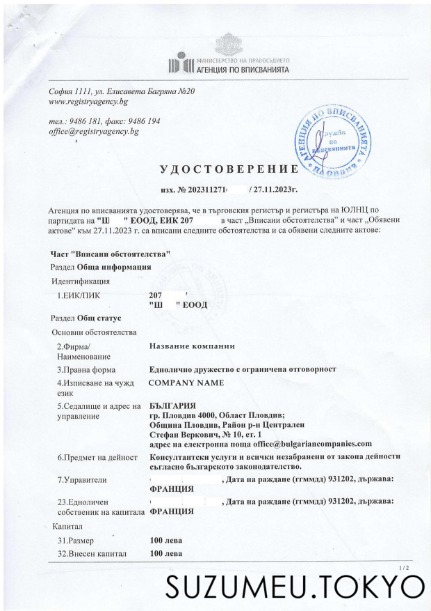 МИНИСТЕРСТВО НА ПРАВОСЪДИЕТО
АГЕНЦИЯ ПО ВПИСВАНИЯТА
София 1111, ул. Елисавета Багряна №20
www.registryagency.bg
тел.: 9486 181, факс: 9486 194
office@registryagency.bg
АГЕНЦИЯ ПО ВПИСВАНИЯТА
Служба по вписванията
УДОСТОВЕРЕНИЕ
изх. № 202311271 / 27.11.2023г.
Агенция по вписванията удостоверява, че в търговския регистър и регистъра на ЮЛНЦ по
партидата на "Ш " ЕООД, ЕИК 207 в част „Вписани обстоятелства" и част „Обявени
актове" към 27.11.2023 г. са вписани следните обстоятелства и са обявени следните актове:
Част "Вписани обстоятелства"
Раздел Обща информация
Идентификация
1.ЕИК/ПИК 207
"Ш " ЕООД
Раздел Общ статус
Основни обстоятелства
2.Фирма/ Название компании
Наименование
3.Правна форма Еднолично дружество с ограничена отговорност
4.Изписване на чужд COMPANY NAME
език
5.Седалище и адрес на БЪЛГАРИЯ
управление гр. Пловдив 4000, Област Пловдив;
Община Пловдив, Район р-н Централен
Стефан Веркович, № 10, ет. 1
адрес на електронна поща office@bulgariancompanies.com
6.Предмет на дейност Консултантски услуги и всички незабранени от закона дейности
съгласно българското законодателство.
7.Управители , Дата на раждане (ггммдд) 931202, държава:
ФРАНЦИЯ
23.Едноличен , Дата на раждане (ггммдд) 931202, държава:
собственик на капитала ФРАНЦИЯ
Капитал
31.Размер 100 лева
32.Внесен капитал 100 лева
1/2
SUZUMEU.TOKYO